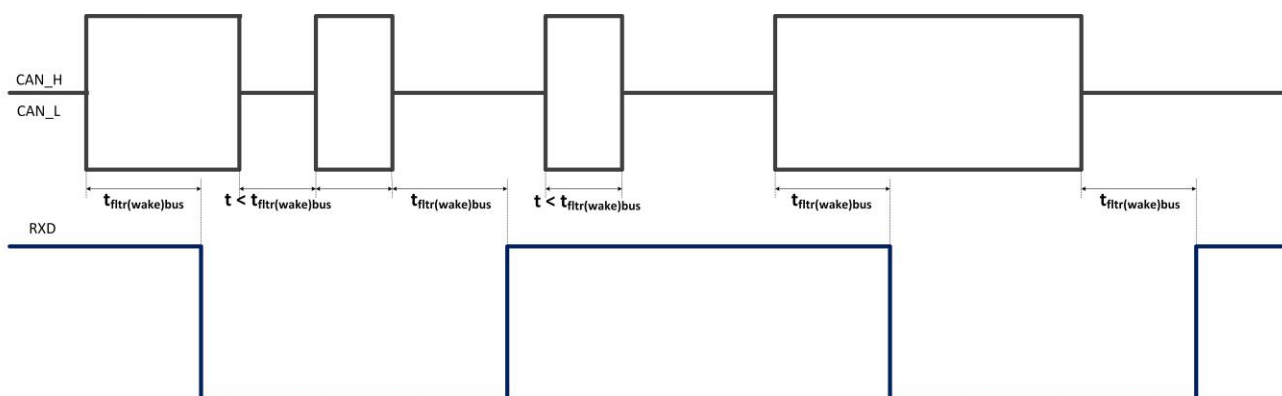 CAN_H
CAN_L
tfltr(wake)bus t < tfltr(wake)bus tfltr(wake)bus t < tfltr(wake)bus tfltr(wake)bus tfltr(wake)bus
RXD